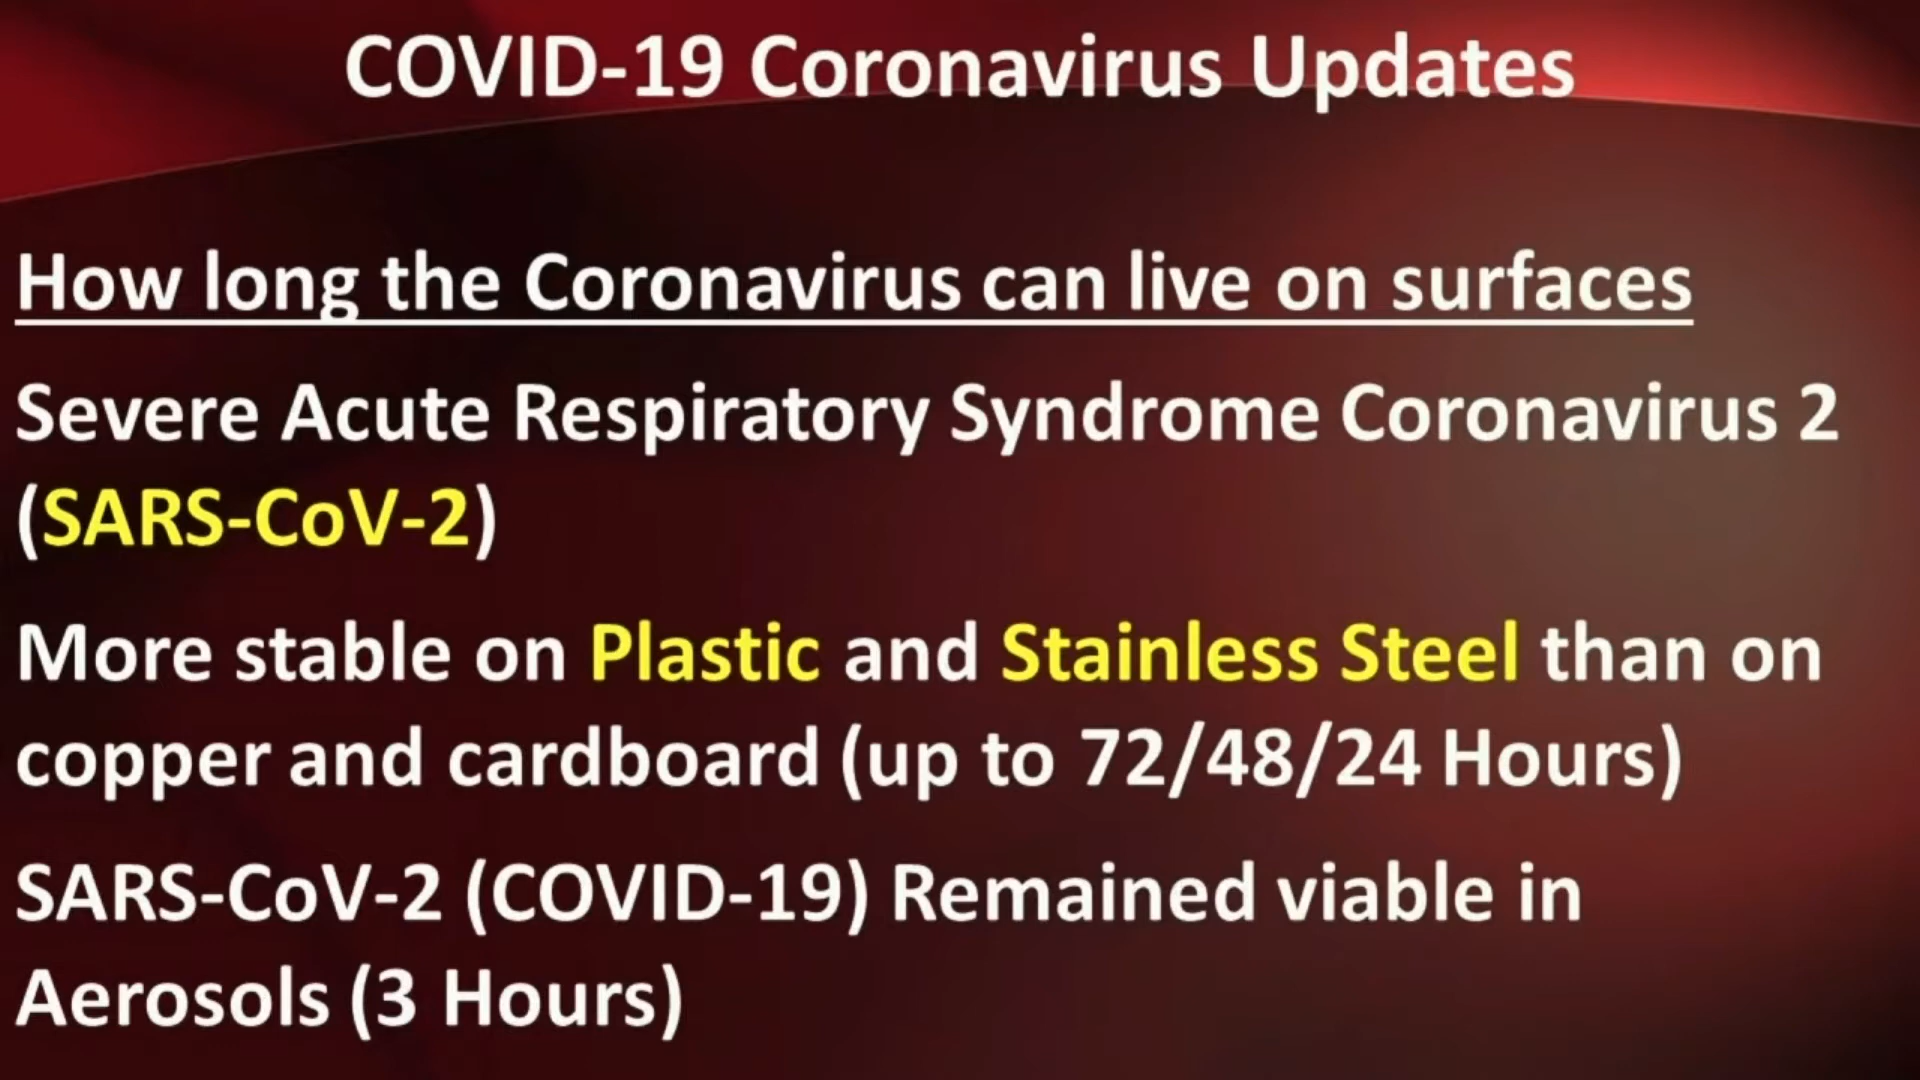 COVID-19 Coronavirus Updates
How long the Coronavirus can live on surfaces
Severe Acute Respiratory Syndrome Coronavirus 2
(SARS-CoV-2)
More stable on Plastic and Stainless Steel than on
copper and cardboard (up to 72/48/24 Hours)
SARS-CoV-2 (COVID-19) Remained viable in
Aerosols (3 Hours)